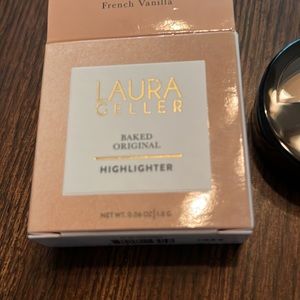 French Vanilla
LAURA
GELLER
BAKED
ORIGINAL
HIGHLIGHTER
NET WT. 0.06 OZ | 1.8 G